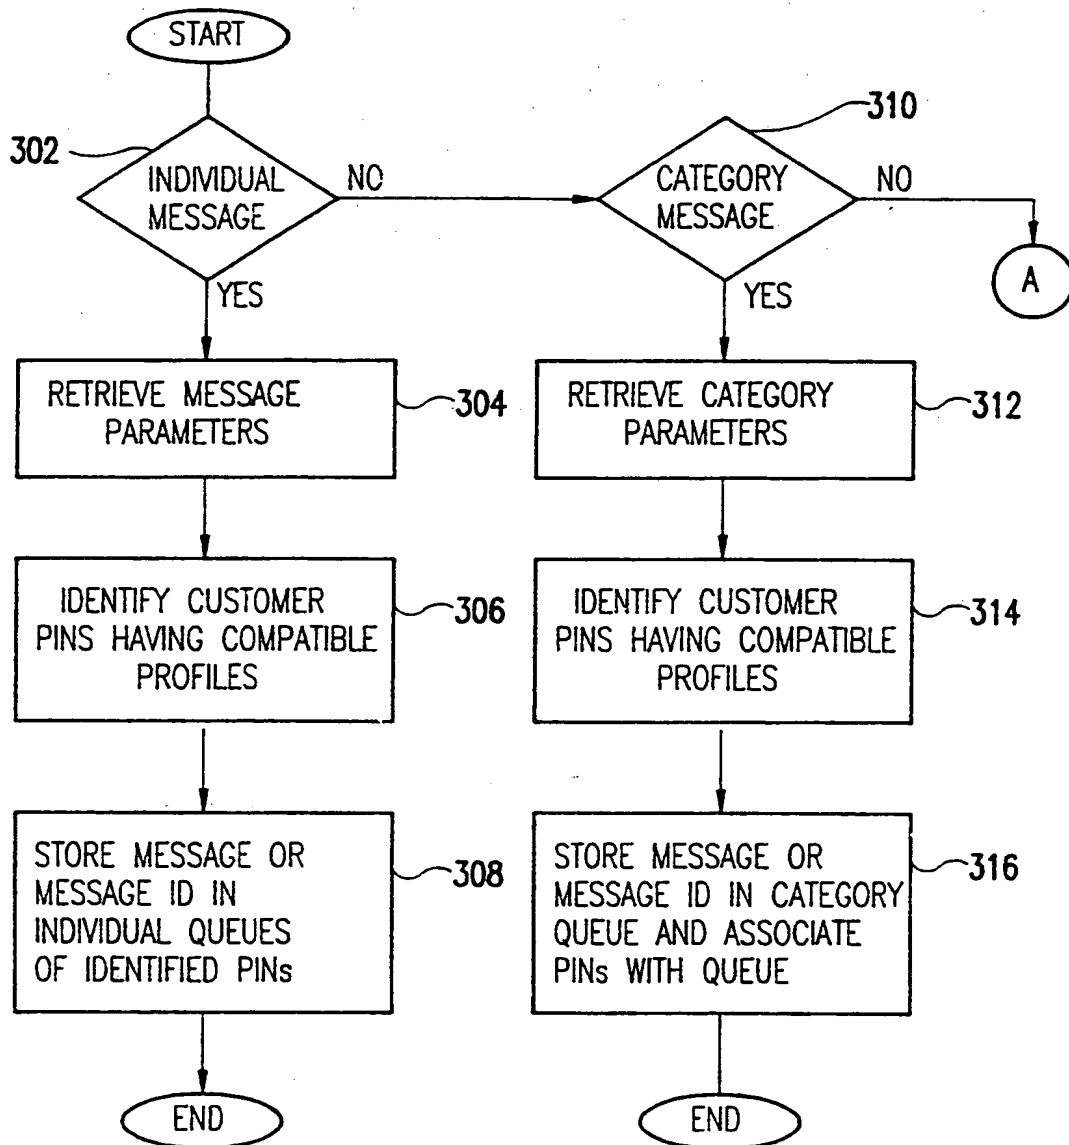 START
302
INDIVIDUAL
MESSAGE
NO
YES
310
CATEGORY
MESSAGE
NO
YES
A
RETRIEVE MESSAGE
PARAMETERS
304
RETRIEVE CATEGORY
PARAMETERS
312
IDENTIFY CUSTOMER
PINS HAVING COMPATIBLE
PROFILES
306
IDENTIFY CUSTOMER
PINS HAVING COMPATIBLE
PROFILES
314
STORE MESSAGE OR
MESSAGE ID IN
INDIVIDUAL QUEUES
OF IDENTIFIED PINs
308
STORE MESSAGE OR
MESSAGE ID IN CATEGORY
QUEUE AND ASSOCIATE
PINs WITH QUEUE
316
END
END